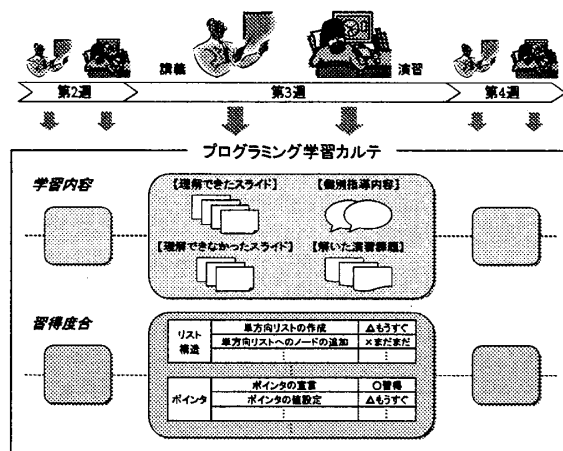 講義
演習
第2週
第3週
第4週
プログラミング学習カルテ
学習内容
【理解できたスライド】
【個別指導内容】
【理解できなかったスライド】
【解いた演習課題】
習得度合
リスト構造
単方向リストの作成 △もうすぐ
単方向リストへのノードの追加 ×まだまだ
⋮ ⋮
ポインタ
ポインタの宣言 ○習得
ポインタの値設定 △もうすぐ
⋮ ⋮
⋮